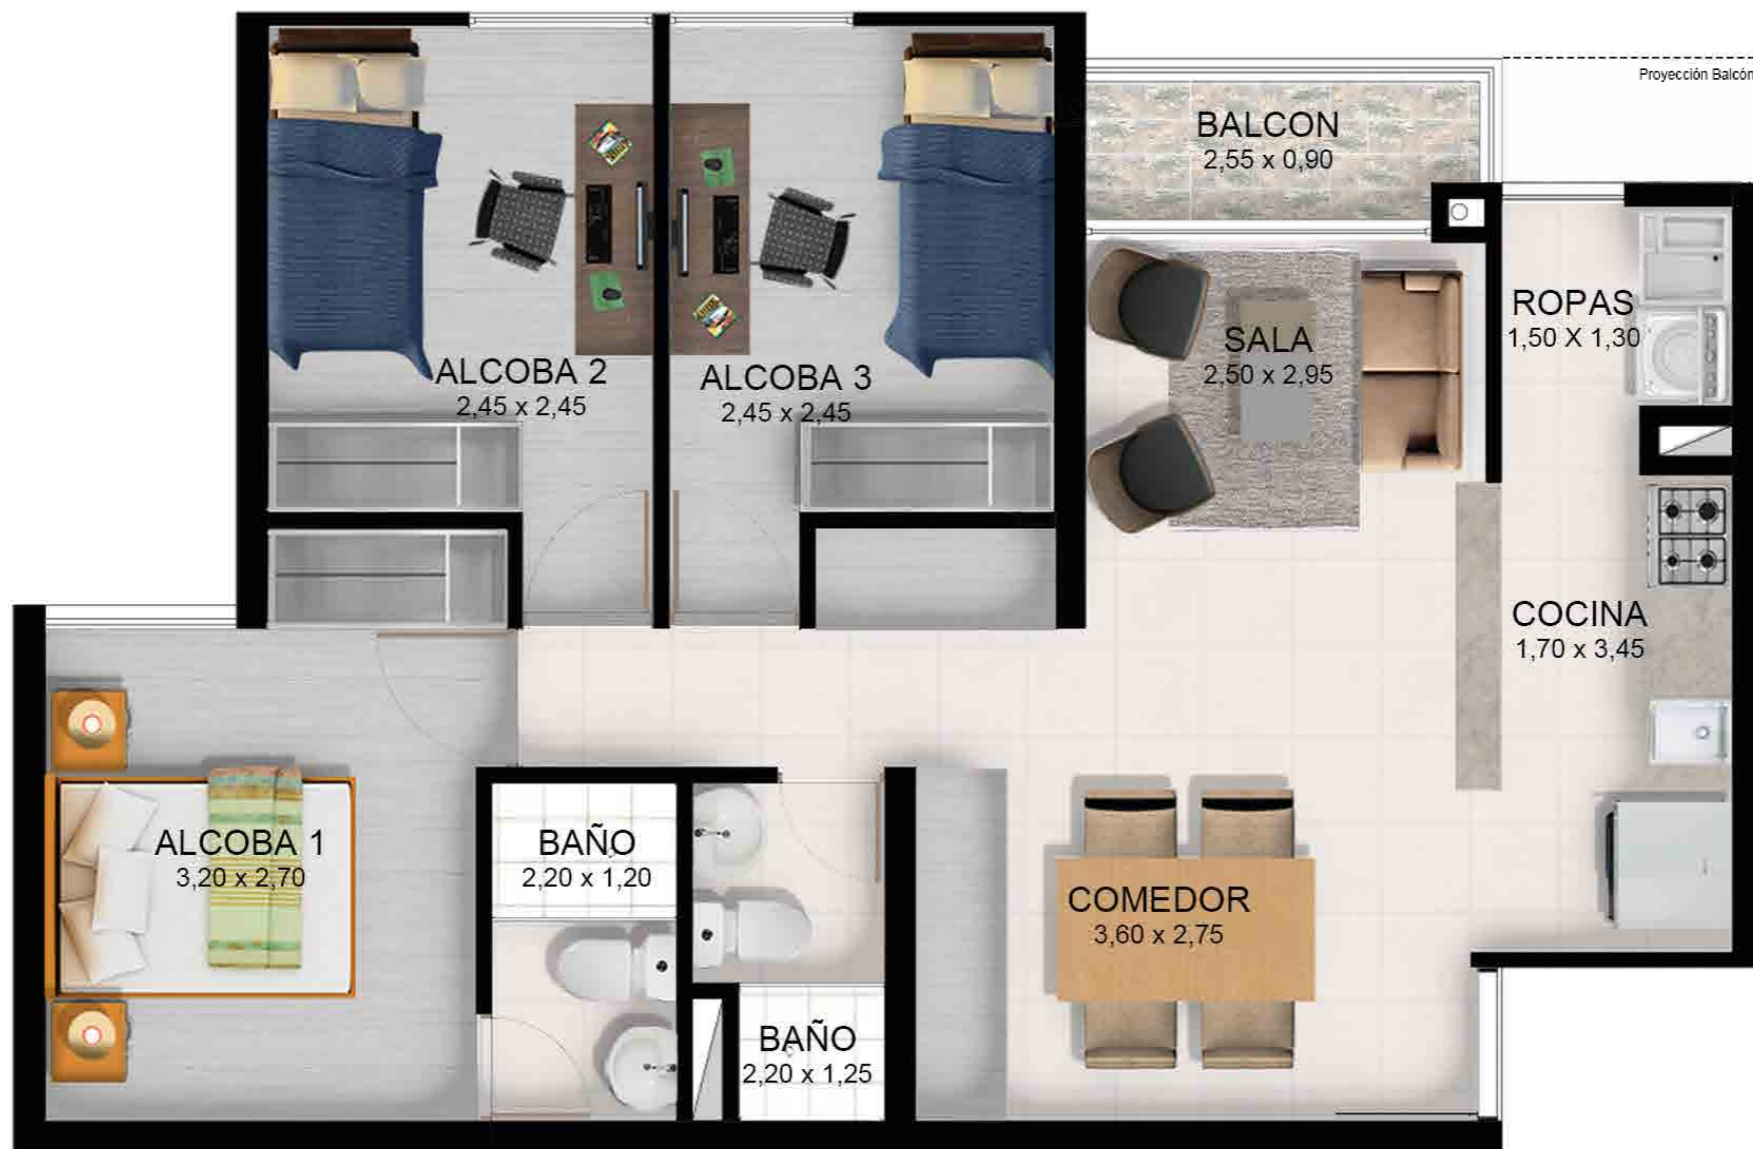 Proyección Balcón
BALCON
2,55 x 0,90
ROPAS
1,50 X 1,30
SALA
2,50 x 2,95
ALCOBA 2
2,45 x 2,45
ALCOBA 3
2,45 x 2,45
COCINA
1,70 x 3,45
ALCOBA 1
3,20 x 2,70
BAÑO
2,20 x 1,20
COMEDOR
3,60 x 2,75
BAÑO
2,20 x 1,25